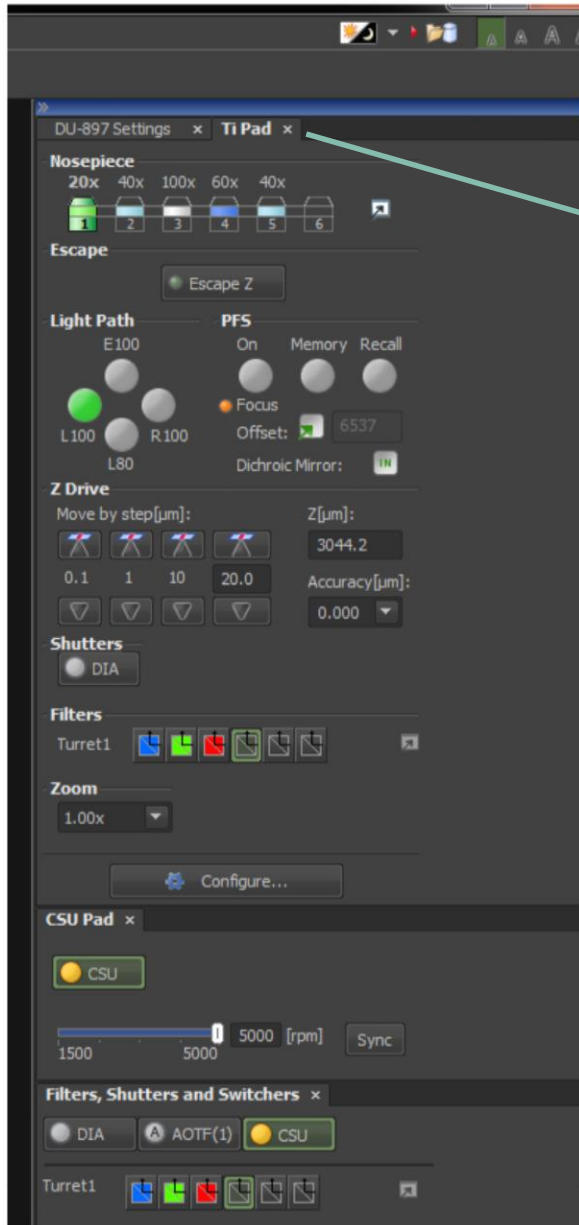 A A A
DU-897 Settings × Ti Pad ×
Nosepiece
20x 40x 100x 60x 40x
1 2 3 4 5 6
Escape
Escape Z
Light Path PFS
E100 On Memory Recall
Focus
L100 R100 Offset: 6537
L80 Dichroic Mirror: IN
Z Drive
Move by step[µm]: Z[µm]:
3044.2
0.1 1 10 20.0 Accuracy[µm]:
0.000
Shutters
DIA
Filters
Turret1
Zoom
1.00x
Configure...
CSU Pad ×
CSU
5000 [rpm] Sync
1500 5000
Filters, Shutters and Switchers ×
DIA A AOTF(1) CSU
Turret1